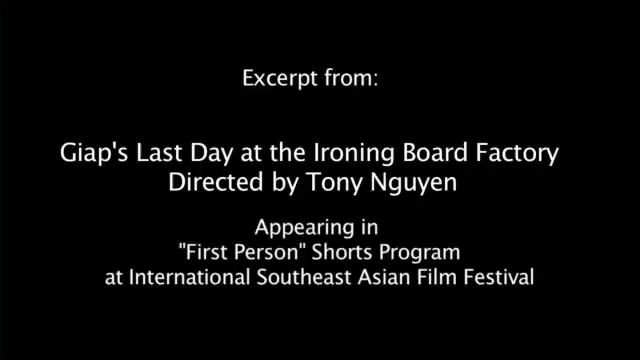 Excerpt from:
Giap's Last Day at the Ironing Board Factory
Directed by Tony Nguyen
Appearing in
"First Person" Shorts Program
at International Southeast Asian Film Festival